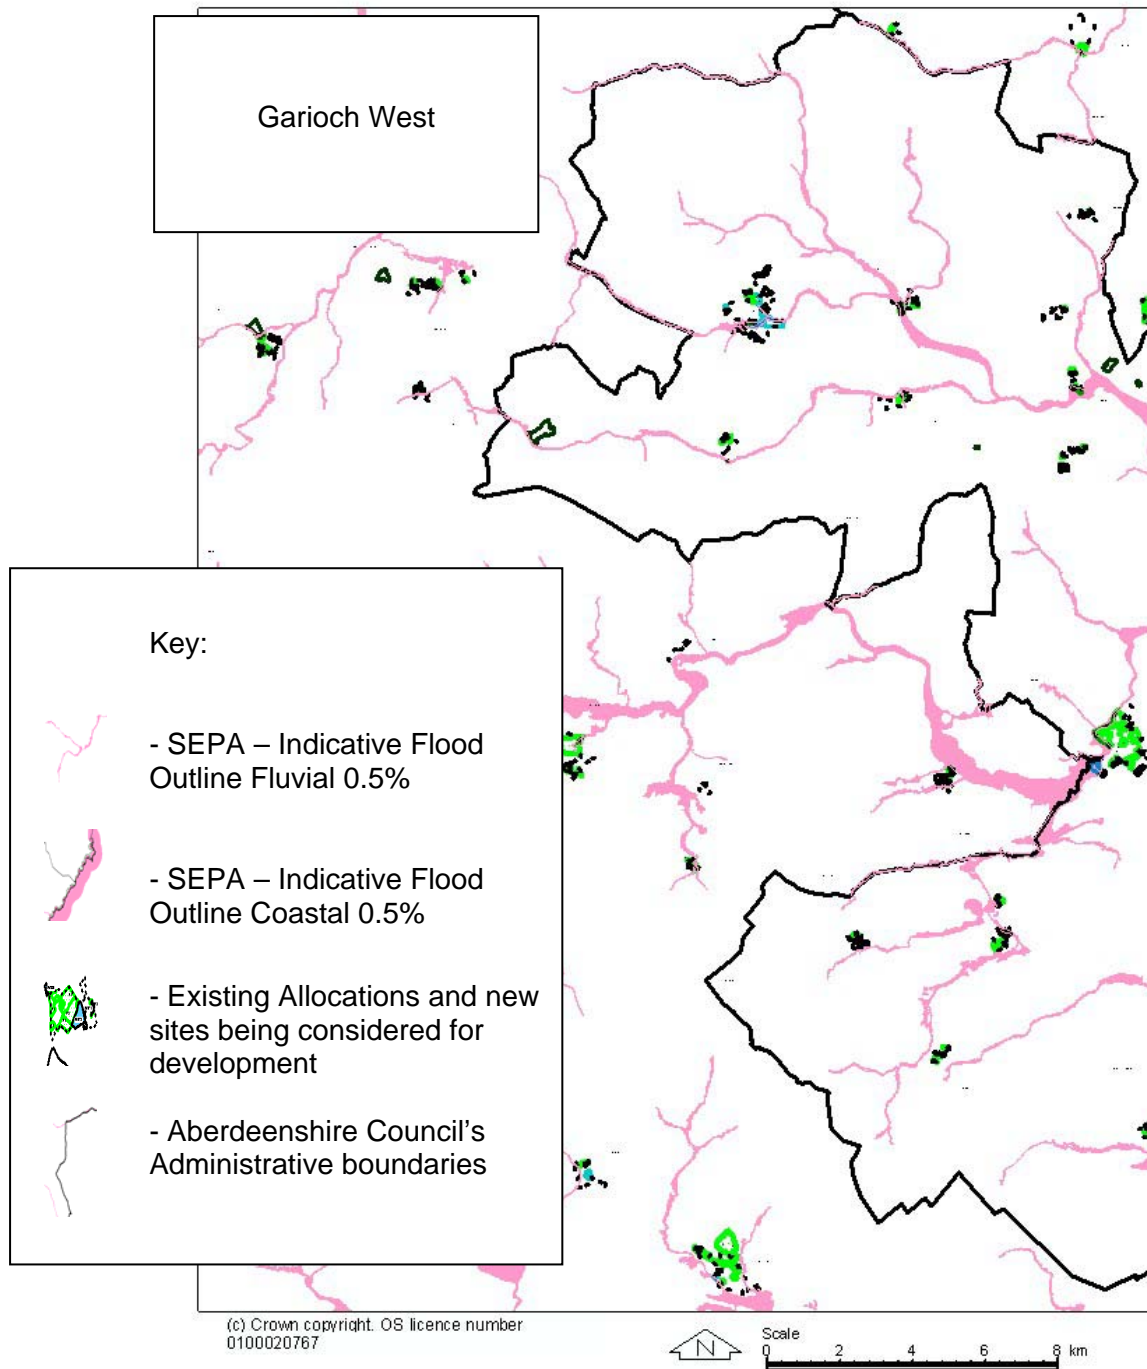 Garioch West
Key:
- SEPA – Indicative Flood
Outline Fluvial 0.5%
- SEPA – Indicative Flood
Outline Coastal 0.5%
- Existing Allocations and new
sites being considered for
development
- Aberdeenshire Council's
Administrative boundaries
(c) Crown copyright. OS licence number
0100020767
N
Scale
0 2 4 6 8 km